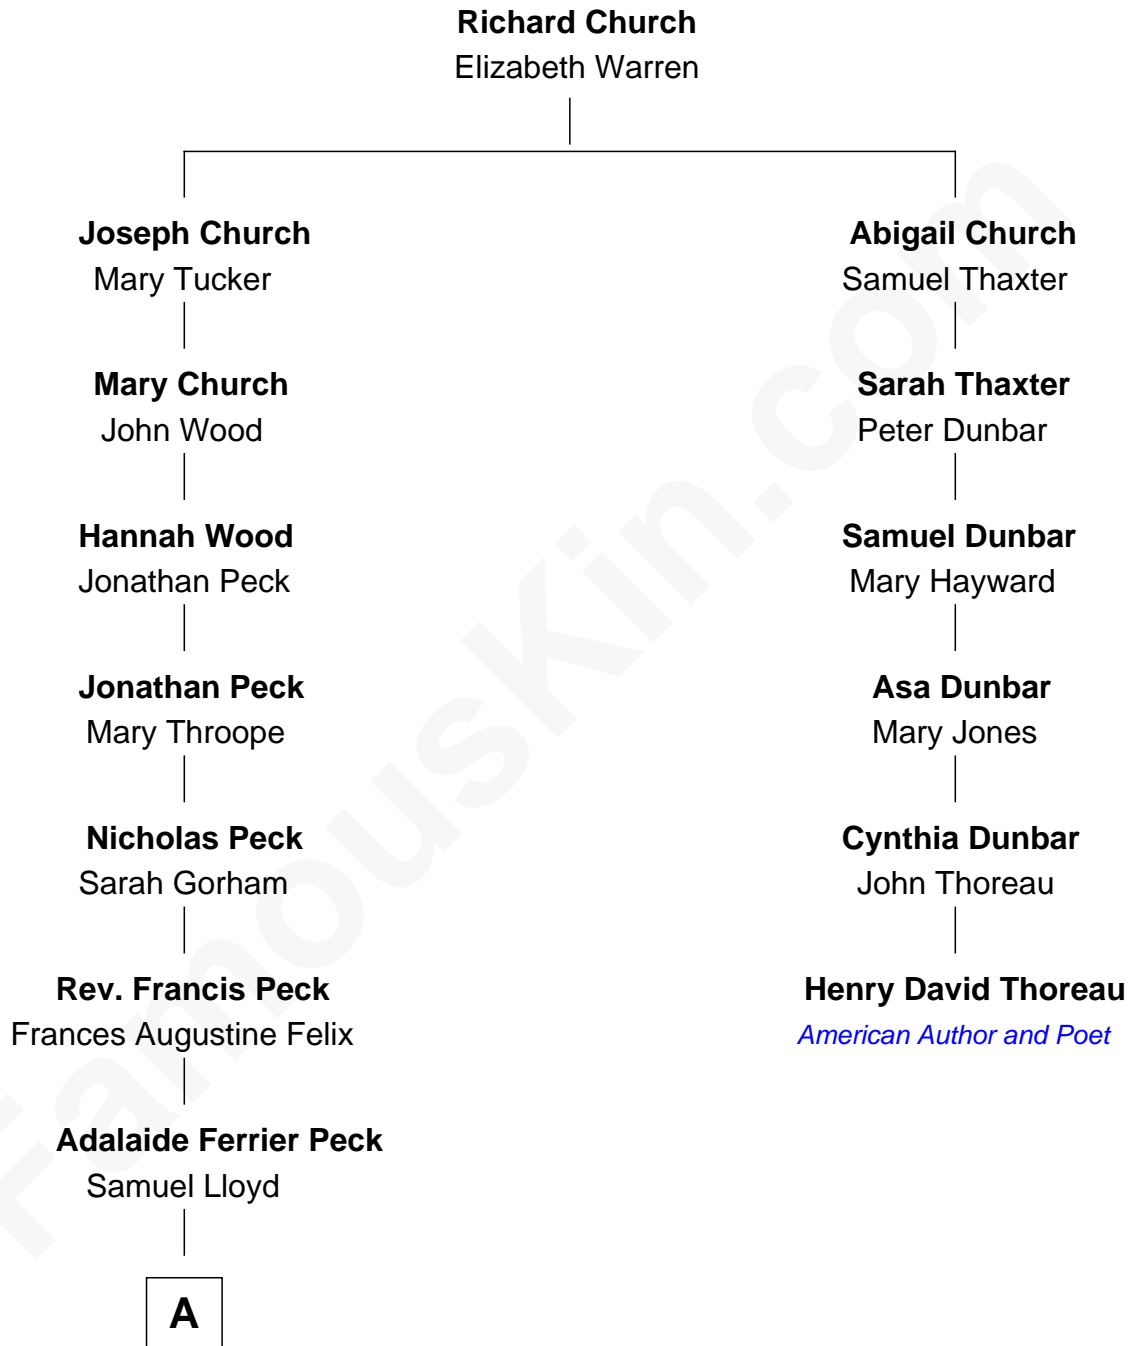 Richard Church
Elizabeth Warren
Joseph Church
Mary Tucker
Abigail Church
Samuel Thaxter
Mary Church
John Wood
Sarah Thaxter
Peter Dunbar
Hannah Wood
Jonathan Peck
Samuel Dunbar
Mary Hayward
Jonathan Peck
Mary Throope
Asa Dunbar
Mary Jones
Nicholas Peck
Sarah Gorham
Cynthia Dunbar
John Thoreau
Rev. Francis Peck
Frances Augustine Felix
Henry David Thoreau
American Author and Poet
Adalaide Ferrier Peck
Samuel Lloyd
A
FamousKin.com